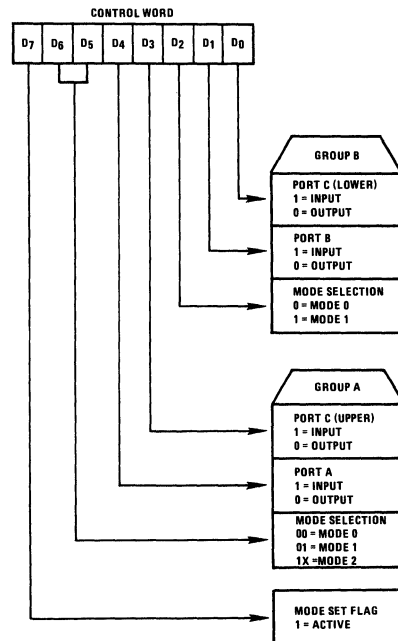 CONTROL WORD
D7 D6 D5 D4 D3 D2 D1 D0
GROUP B
PORT C (LOWER)
1 = INPUT
0 = OUTPUT
PORT B
1 = INPUT
0 = OUTPUT
MODE SELECTION
0 = MODE 0
1 = MODE 1
GROUP A
PORT C (UPPER)
1 = INPUT
0 = OUTPUT
PORT A
1 = INPUT
0 = OUTPUT
MODE SELECTION
00 = MODE 0
01 = MODE 1
1X =MODE 2
MODE SET FLAG
1 = ACTIVE